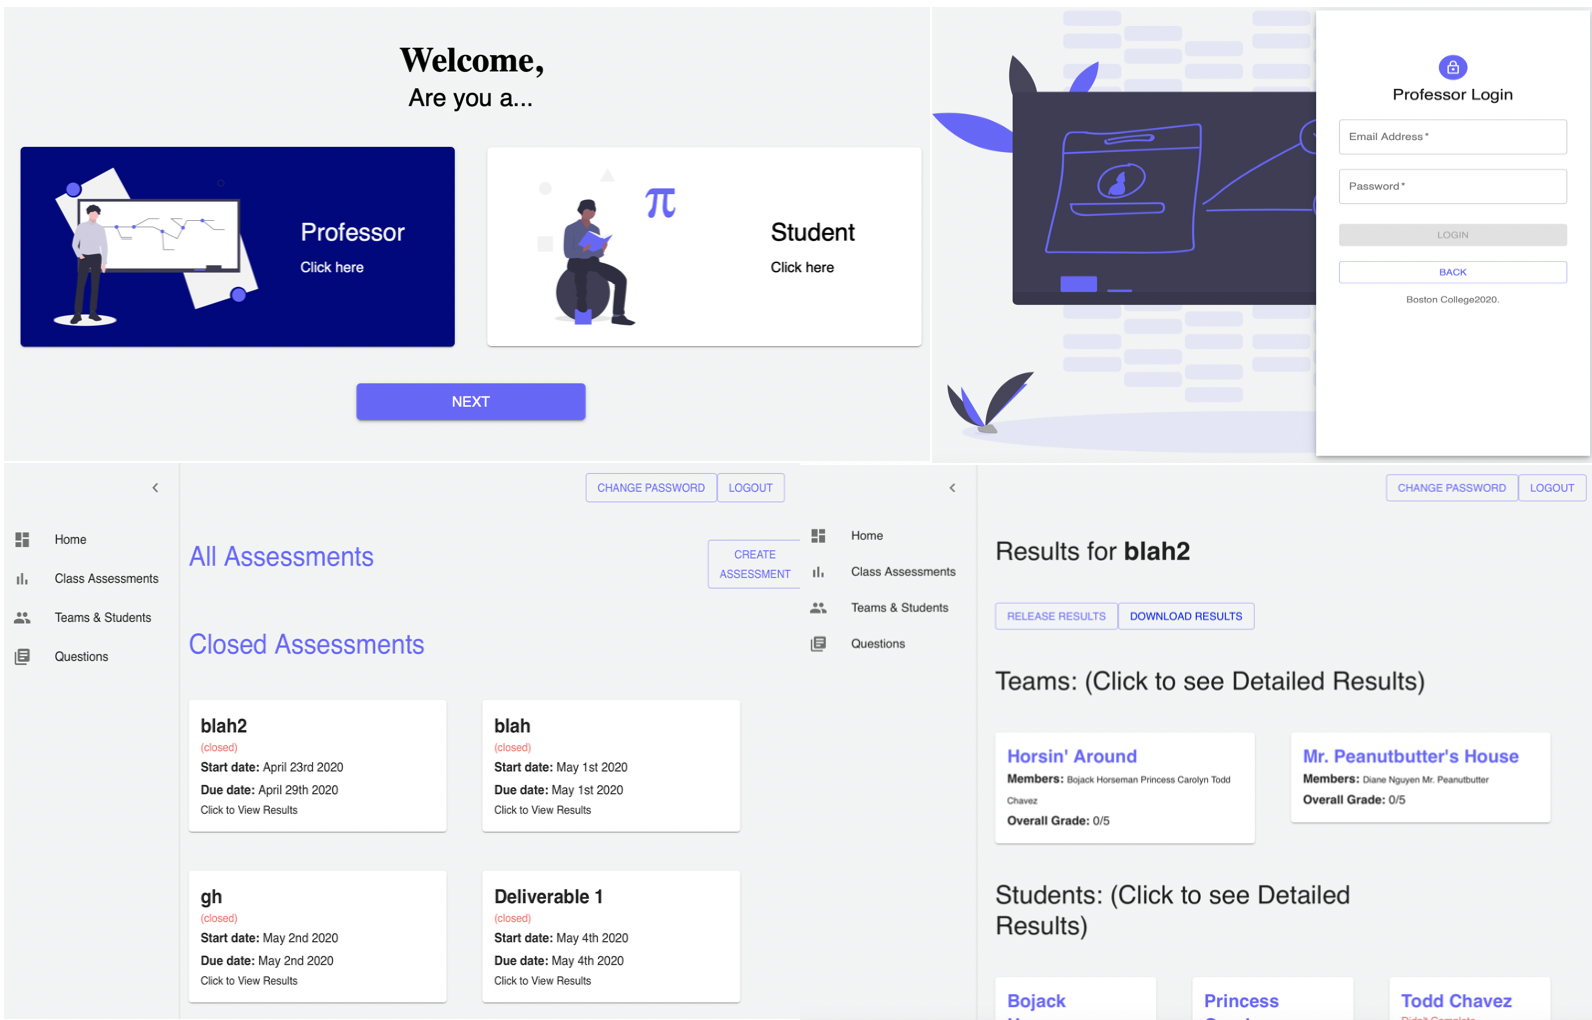 Welcome,
Are you a...
Professor
Click here
π
Student
Click here
NEXT
Professor Login
Email Address *
Password *
LOGIN
BACK
Boston College2020.
CHANGE PASSWORD
LOGOUT
Home
Class Assessments
Teams & Students
Questions
All Assessments
CREATE
ASSESSMENT
Closed Assessments
blah2
(closed)
Start date: April 23rd 2020
Due date: April 29th 2020
Click to View Results
blah
(closed)
Start date: May 1st 2020
Due date: May 1st 2020
Click to View Results
gh
(closed)
Start date: May 2nd 2020
Due date: May 2nd 2020
Click to View Results
Deliverable 1
(closed)
Start date: May 4th 2020
Due date: May 4th 2020
Click to View Results
CHANGE PASSWORD
LOGOUT
Home
Class Assessments
Teams & Students
Questions
Results for blah2
RELEASE RESULTS
DOWNLOAD RESULTS
Teams: (Click to see Detailed Results)
Horsin' Around
Members: Bojack Horseman Princess Carolyn Todd
Chavez
Overall Grade: 0/5
Mr. Peanutbutter's House
Members: Diane Nguyen Mr. Peanutbutter
Overall Grade: 0/5
Students: (Click to see Detailed
Results)
Bojack
Princess
Todd Chavez